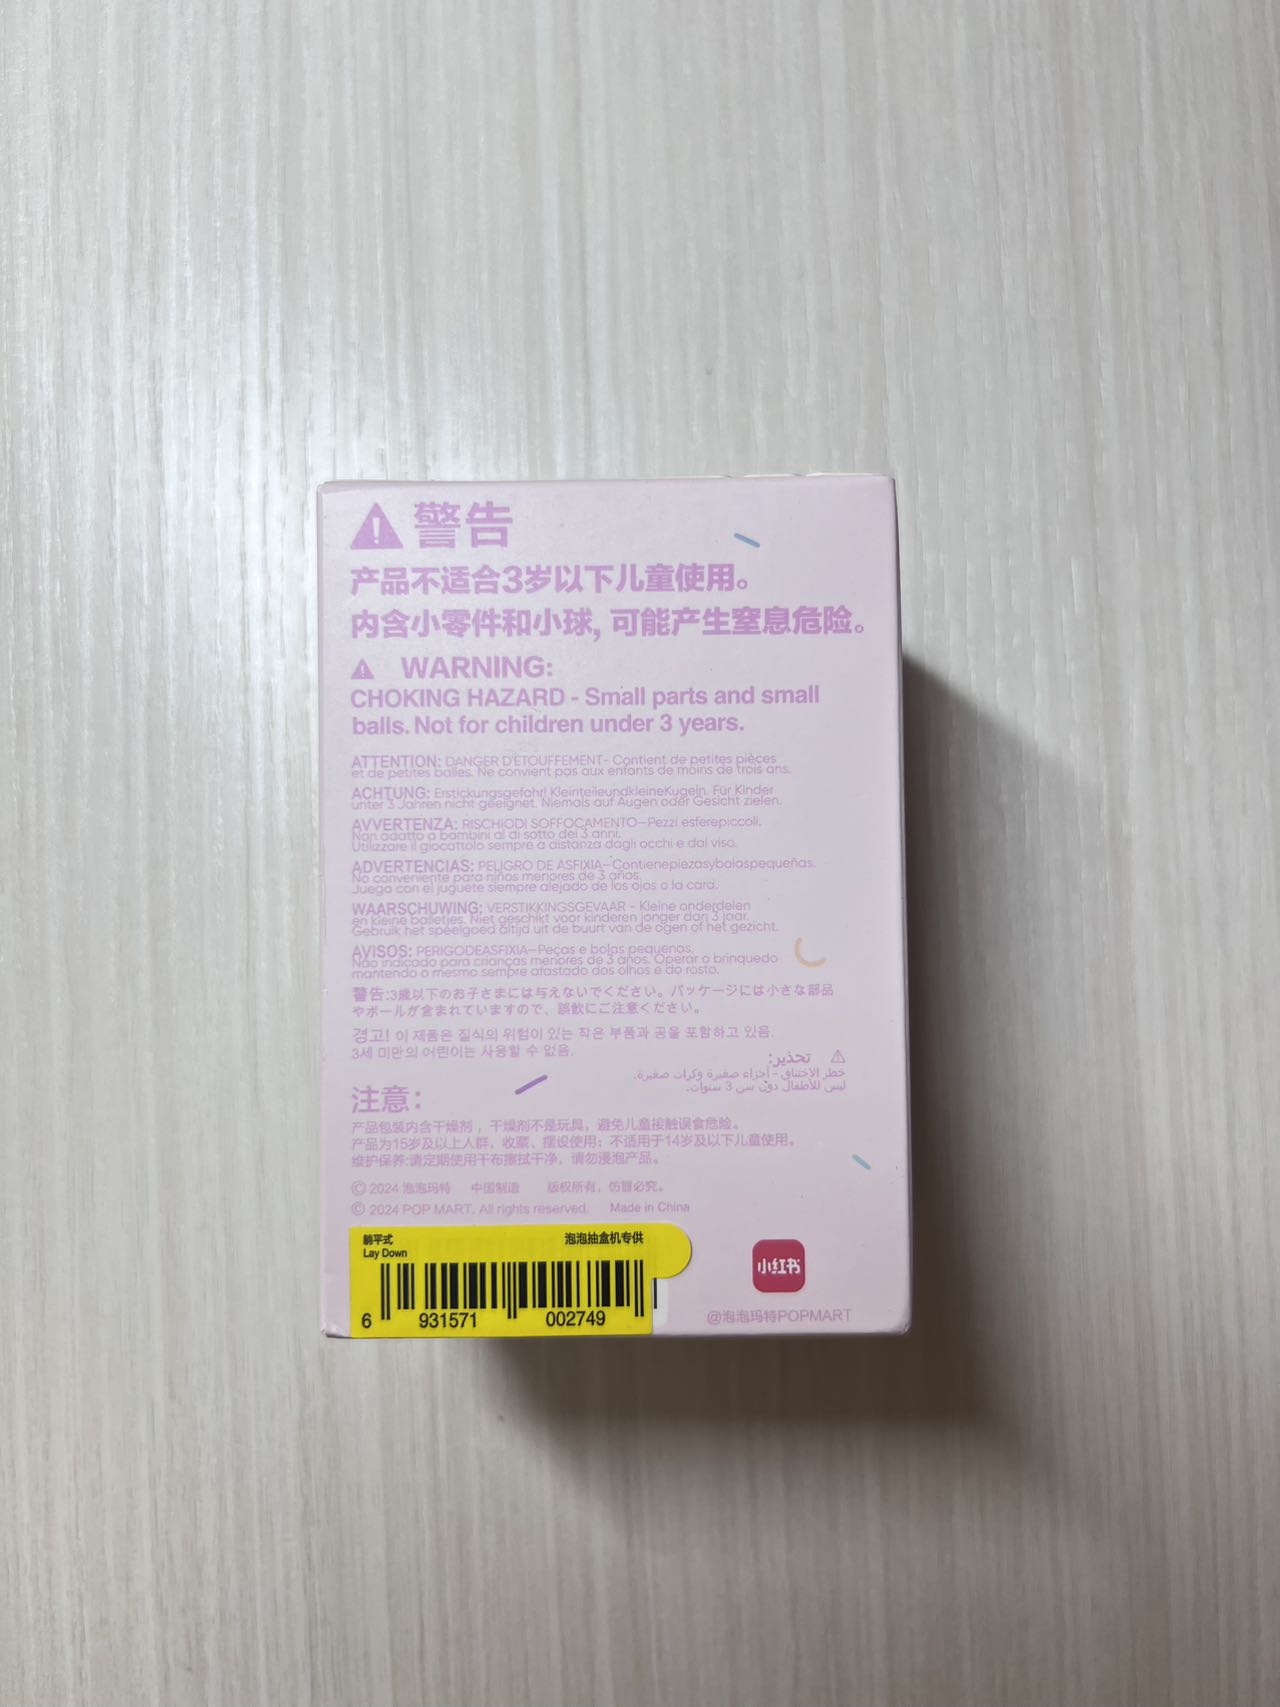 警告
产品不适合3岁以下儿童使用。
内含小零件和小球, 可能产生窒息危险。
WARNING:
CHOKING HAZARD - Small parts and small
balls. Not for children under 3 years.
ATTENTION: DANGER D'ETOUFFEMENT- Contient de petites pièces
et de petites balles. Ne convient pas aux enfants de moins de trois ans.
ACHTUNG: Erstickungsgefahr! KleinteileundkleineKugeln. Für Kinder
unter 3 Jahren nicht geeignet. Niemals auf Augen oder Gesicht zielen.
AVVERTENZA: RISCHIODI SOFFOCAMENTO—Pezzi esferepiccoli.
Non adatto a bambini al di sotto dei 3 anni.
Utilizzare il giocattolo sempre a distanza dagli occhi e dal viso.
ADVERTENCIAS: PELIGRO DE ASFIXIA—Contienepiezasybalaspequeñas.
No conveniente para niños menores de 3 años.
Juega con el juguete siempre alejado de los ojos o la cara.
WAARSCHUWING: VERSTIKKINGSGEVAAR - Kleine onderdelen
en kleine balletjes. Niet geschikt voor kinderen jonger dan 3 jaar.
Gebruik het speelgoed altijd uit de buurt van de ogen of het gezicht.
AVISOS: PERIGODEASFIXIA—Peças e bolas pequenas.
Não indicado para crianças menores de 3 anos. Operar o brinquedo
mantendo o mesmo sempre afastado dos olhos e do rosto.
警告:3歳以下のお子さまには与えないでください。パッケージには小さな部品
やボールが含まれていますので、誤飲にご注意ください。
경고! 이 제품은 질식의 위험이 있는 작은 부품과 공을 포함하고 있음.
3세 미만의 어린이는 사용할 수 없음.
تحذير:
خطر الاختناق - أجزاء صغيرة وكرات صغيرة.
ليس للأطفال دون سن 3 سنوات.
注意：
产品包装内含干燥剂，干燥剂不是玩具，避免儿童接触误食危险。
产品为15岁及以上人群，收藏、摆设使用；不适用于14岁及以下儿童使用。
维护保养:请定期使用干布擦拭干净，请勿浸泡产品。
© 2024 泡泡玛特 中国制造 版权所有，仿冒必究。
© 2024 POP MART. All rights reserved. Made in China
躺平式 泡泡抽盒机专供
Lay Down
6 931571 002749
小红书
@泡泡玛特POPMART